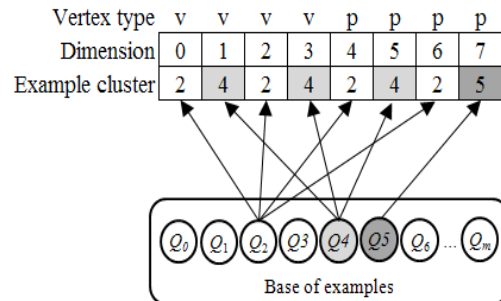 Vertex type v v v v p p p p
Dimension 0 1 2 3 4 5 6 7
Example cluster 2 4 2 4 2 4 2 5
Q0 Q1 Q2 Q3 Q4 Q5 Q6 ... Qm
Base of examples